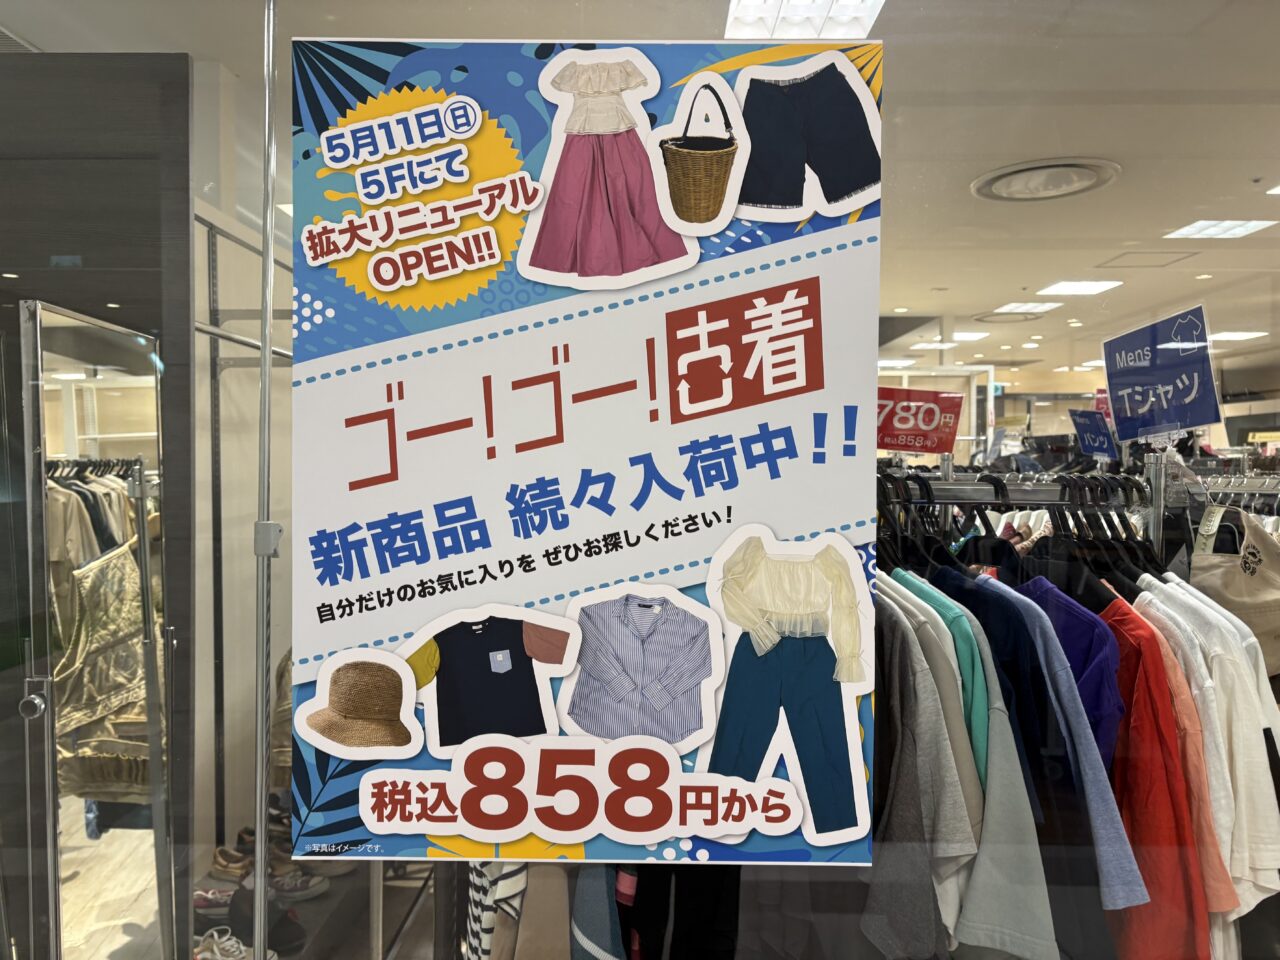 5月11日㊐
5Fにて
拡大リニューアル
OPEN!!
ゴー!ゴー!古着
新商品 続々入荷中!!
自分だけのお気に入りを ぜひお探しください!
税込858円から
※写真はイメージです。
780円
(税込858円)
Mens
パンツ
Mens
Tシャツ